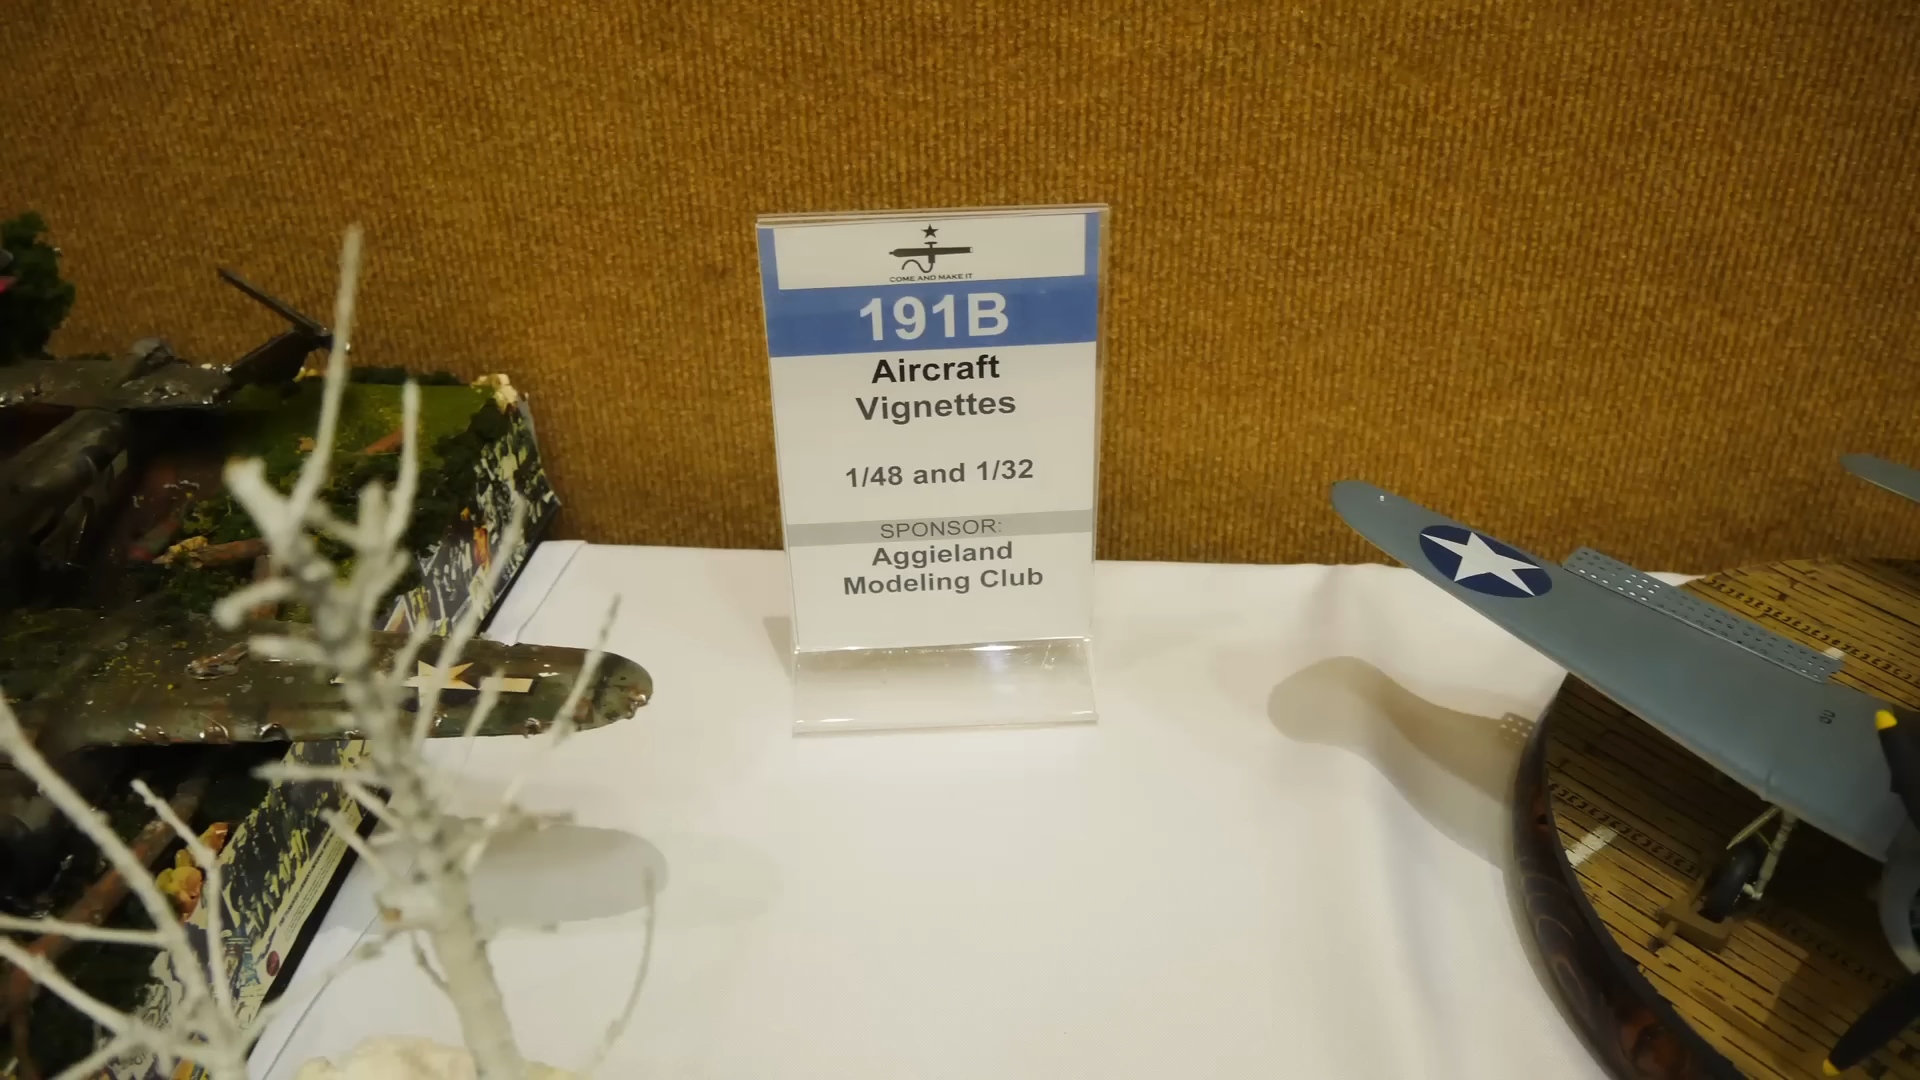 COME AND MAKE IT
191B
Aircraft
Vignettes
1/48 and 1/32
SPONSOR:
Aggieland
Modeling Club